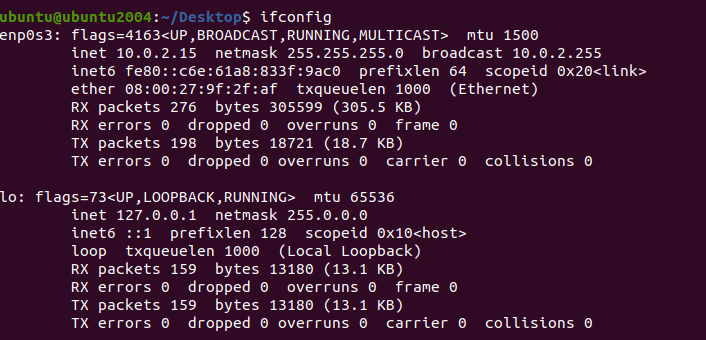 ubuntu@ubuntu2004:~/Desktop$ ifconfig
enp0s3: flags=4163<UP,BROADCAST,RUNNING,MULTICAST>  mtu 1500
        inet 10.0.2.15  netmask 255.255.255.0  broadcast 10.0.2.255
        inet6 fe80::c6e:61a8:833f:9ac0  prefixlen 64  scopeid 0x20<link>
        ether 08:00:27:9f:2f:af  txqueuelen 1000  (Ethernet)
        RX packets 276  bytes 305599 (305.5 KB)
        RX errors 0  dropped 0  overruns 0  frame 0
        TX packets 198  bytes 18721 (18.7 KB)
        TX errors 0  dropped 0 overruns 0  carrier 0  collisions 0

lo: flags=73<UP,LOOPBACK,RUNNING>  mtu 65536
        inet 127.0.0.1  netmask 255.0.0.0
        inet6 ::1  prefixlen 128  scopeid 0x10<host>
        loop  txqueuelen 1000  (Local Loopback)
        RX packets 159  bytes 13180 (13.1 KB)
        RX errors 0  dropped 0  overruns 0  frame 0
        TX packets 159  bytes 13180 (13.1 KB)
        TX errors 0  dropped 0 overruns 0  carrier 0  collisions 0